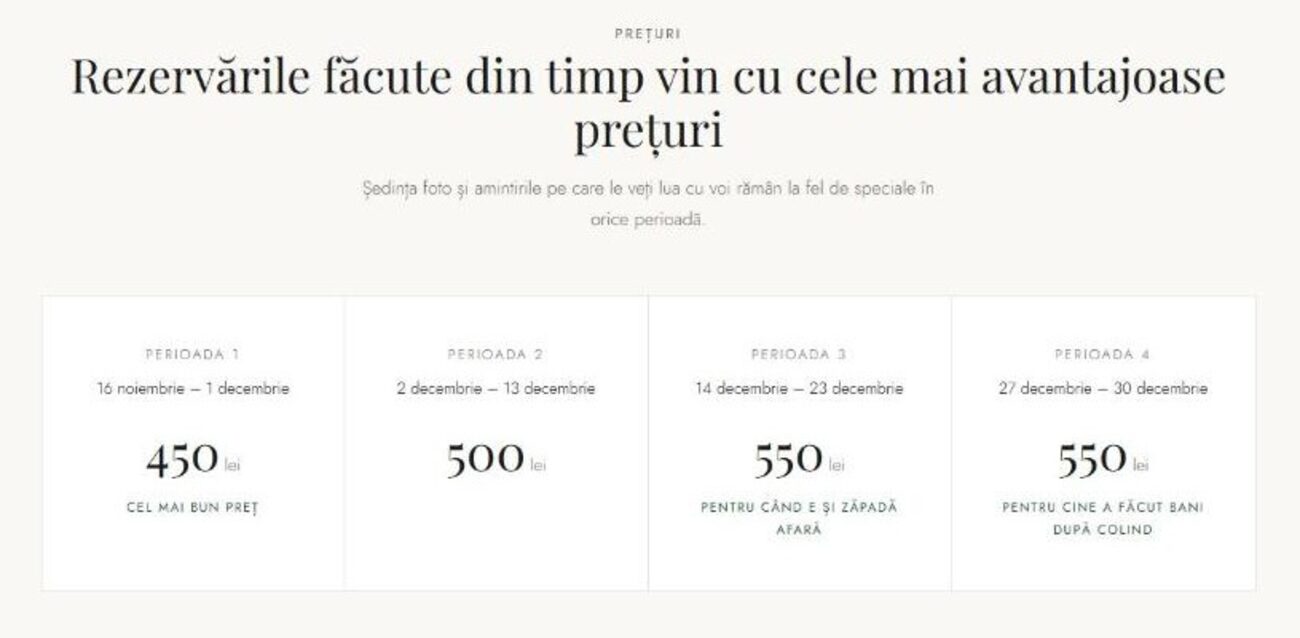 PREȚURI
Rezervările făcute din timp vin cu cele mai avantajoase
prețuri
Ședința foto și amintirile pe care le veți lua cu voi rămân la fel de speciale în
orice perioadă.
PERIOADA 1
16 noiembrie – 1 decembrie
450 lei
CEL MAI BUN PREȚ
PERIOADA 2
2 decembrie – 13 decembrie
500 lei
PERIOADA 3
14 decembrie – 23 decembrie
550 lei
PENTRU CÂND E ȘI ZĂPADĂ
AFARĂ
PERIOADA 4
27 decembrie – 30 decembrie
550 lei
PENTRU CINE A FĂCUT BANI
DUPĂ COLIND